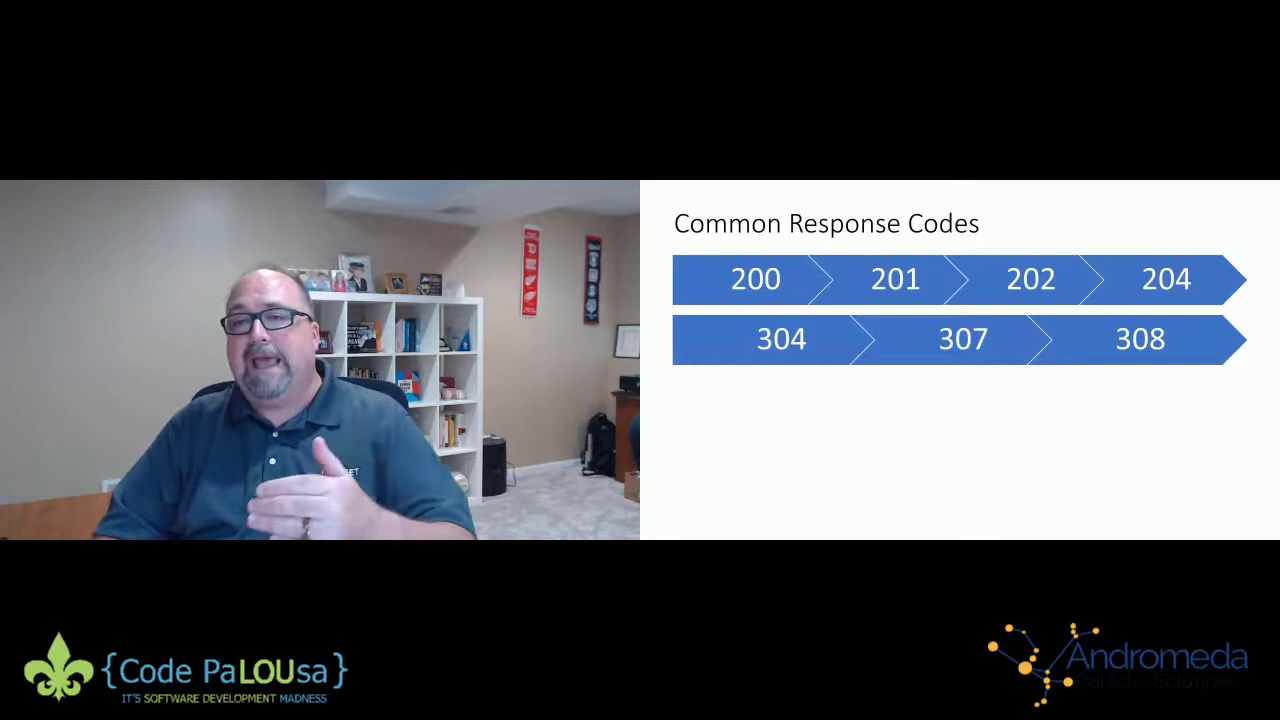 Common Response Codes
200 201 202 204
304 307 308
{Code PaLOUsa}
IT'S SOFTWARE DEVELOPMENT MADNESS
Andromeda